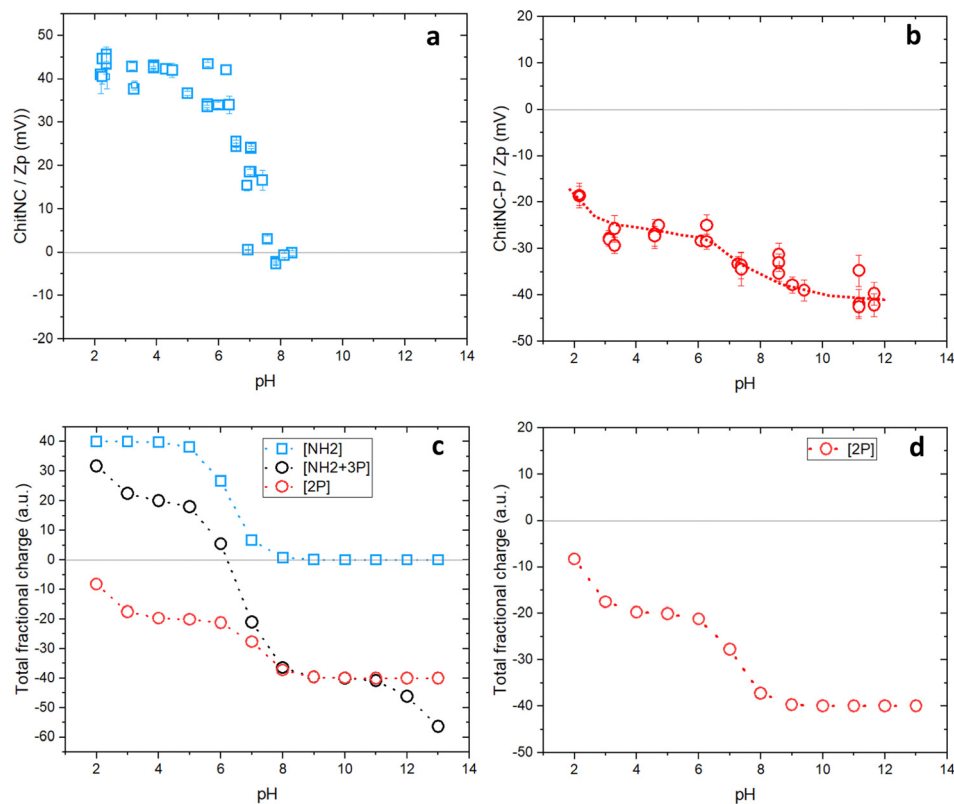 a
ChitNC / Zp (mV))
50
40
30
20
10
0
-10
-20
2 4 6 8 10 12 14
pH
b
ChitNC-P / Zp (mV)
20
10
0
-10
-20
-30
-40
-50
2 4 6 8 10 12 14
pH
c
Total fractional charge (a.u.)
40
30
20
10
0
-10
-20
-30
-40
-50
-60
[NH2]
[NH2+3P]
[2P]
2 4 6 8 10 12 14
pH
d
Total fractional charge (a.u.)
20
10
0
-10
-20
-30
-40
-50
[2P]
2 4 6 8 10 12 14
pH